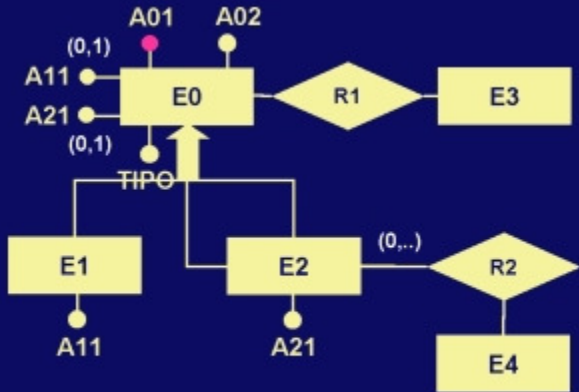 A01 A02
(0,1)
A11 E0 R1 E3
A21
(0,1)
TIPO
E1 E2 (0,..) R2
A11 A21
E4